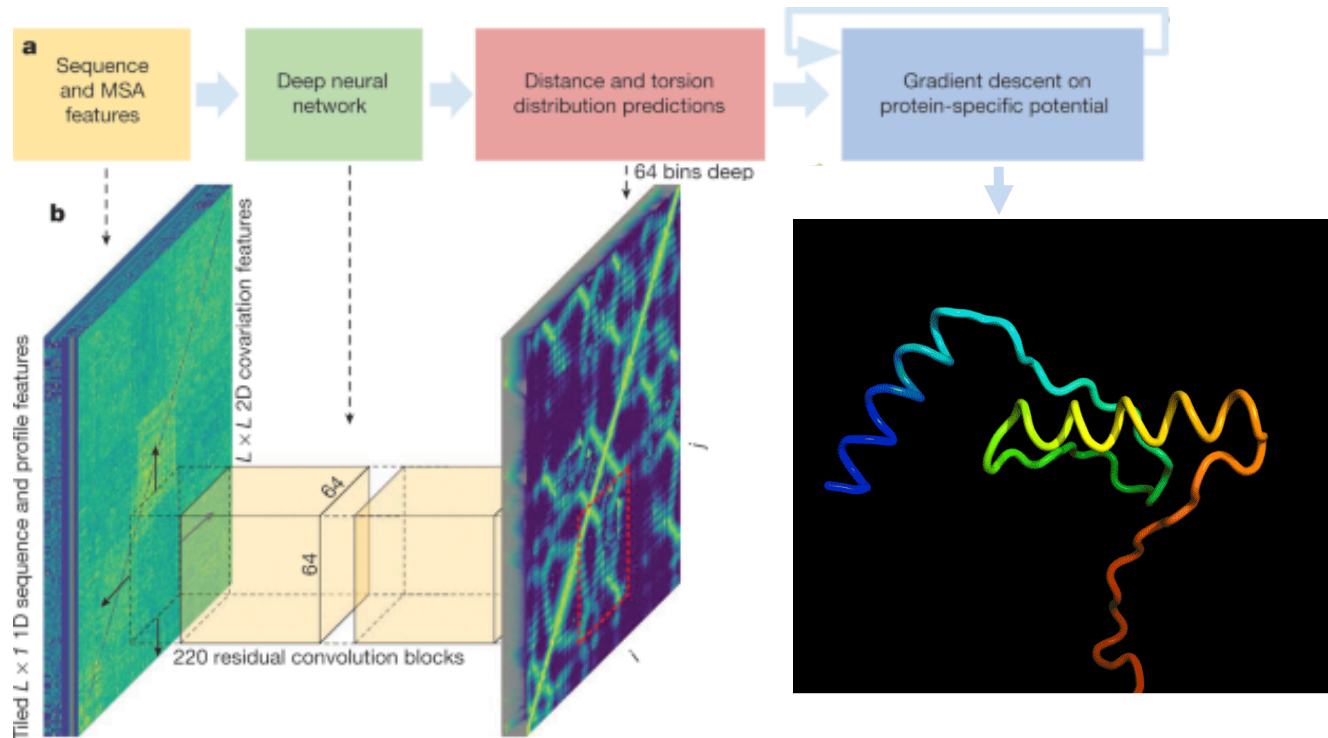 a
Sequence
and MSA
features
Deep neural
network
Distance and torsion
distribution predictions
Gradient descent on
protein-specific potential
64 bins deep
b
Tiled L × 1 1D sequence and profile features
L × L 2D covariation features
64
64
220 residual convolution blocks
j
i